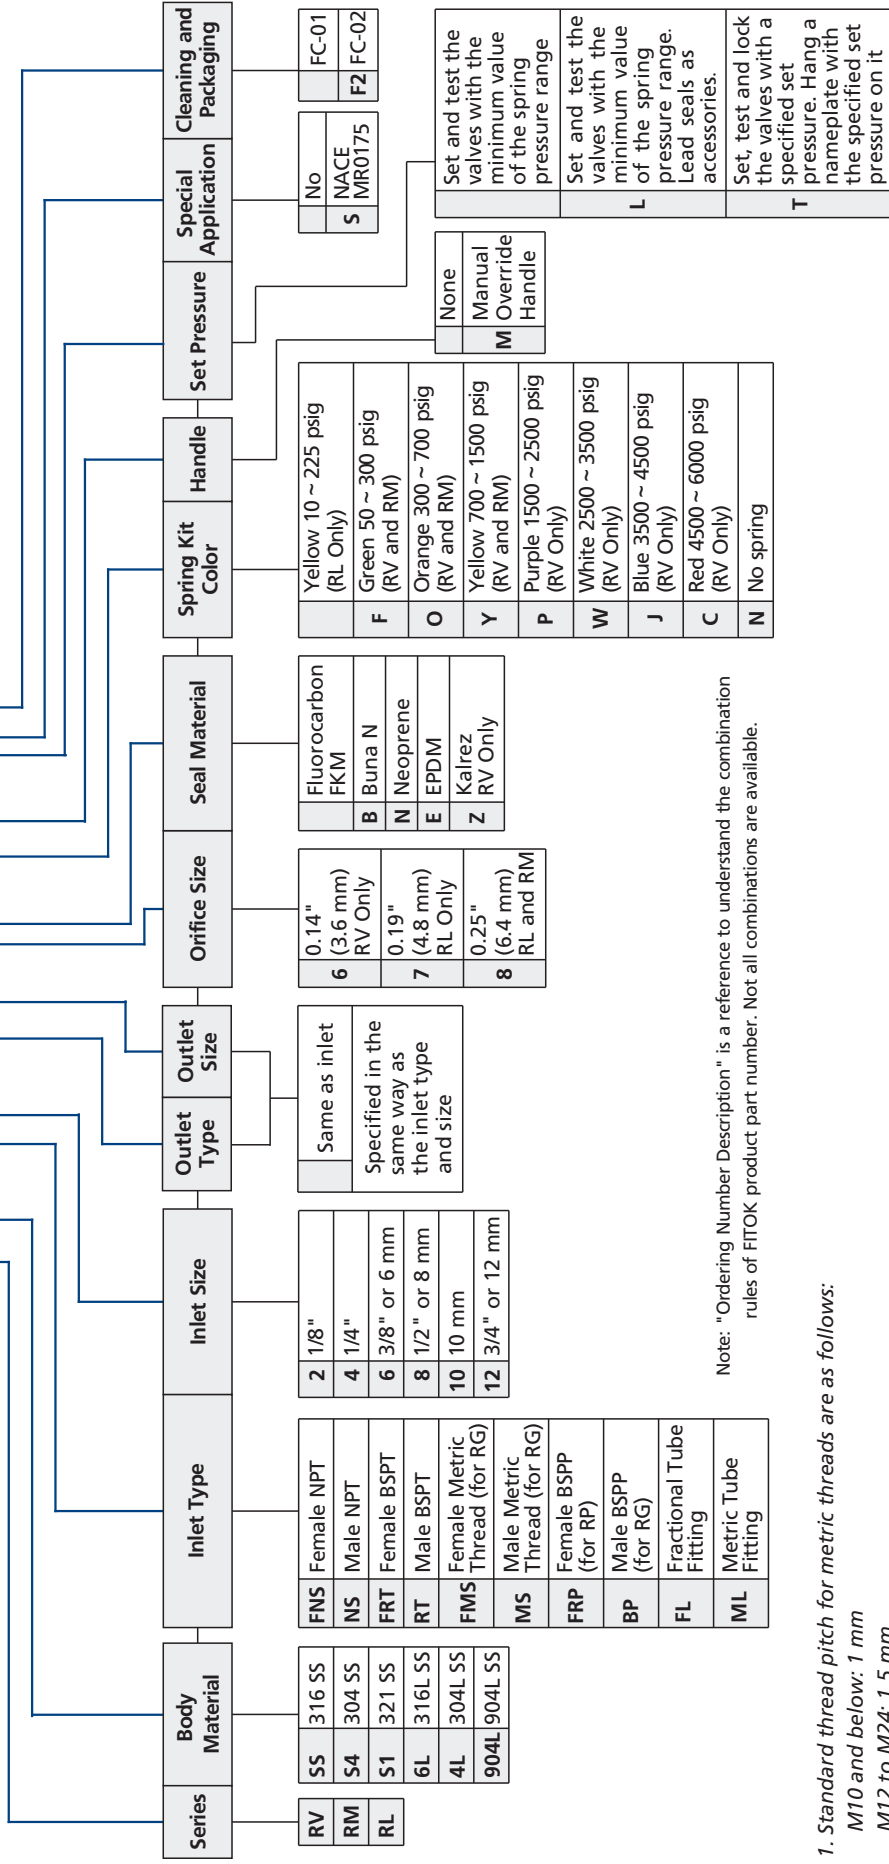 Series
Body
Material
Inlet Type
Inlet Size
Outlet
Type
Outlet
Size
Orifice Size
Seal Material
Spring Kit
Color
Handle
Set Pressure
Special
Application
Cleaning and
Packaging
RV
RM
RL
SS 316 SS
S4 304 SS
S1 321 SS
6L 316L SS
4L 304L SS
904L 904L SS
FNS Female NPT
NS Male NPT
FRT Female BSPT
RT Male BSPT
FMS Female Metric
Thread (for RG)
MS Male Metric
Thread (for RG)
FRP Female BSPP
(for RP)
BP Male BSPP
(for RG)
FL Fractional Tube
Fitting
ML Metric Tube
Fitting
2 1/8"
4 1/4"
6 3/8" or 6 mm
8 1/2" or 8 mm
10 10 mm
12 3/4" or 12 mm
Same as inlet
Specified in the
same way as
the inlet type
and size
6 0.14"
(3.6 mm)
RV Only
7 0.19"
(4.8 mm)
RL Only
8 0.25"
(6.4 mm)
RL and RM
Fluorocarbon
FKM
B Buna N
N Neoprene
E EPDM
Z Kalrez
RV Only
Yellow 10 ~ 225 psig
(RL Only)
F Green 50 ~ 300 psig
(RV and RM)
O Orange 300 ~ 700 psig
(RV and RM)
Y Yellow 700 ~ 1500 psig
(RV and RM)
P Purple 1500 ~ 2500 psig
(RV Only)
W White 2500 ~ 3500 psig
(RV Only)
J Blue 3500 ~ 4500 psig
(RV Only)
C Red 4500 ~ 6000 psig
(RV Only)
N No spring
None
M Manual
Override
Handle
Set and test the
valves with the
minimum value
of the spring
pressure range
L Set and test the
valves with the
minimum value
of the spring
pressure range.
Lead seals as
accessories.
T Set, test and lock
the valves with a
specified set
pressure. Hang a
nameplate with
the specified set
pressure on it
No
S NACE
MR0175
FC-01
F2 FC-02
Note: "Ordering Number Description" is a reference to understand the combination
rules of FITOK product part number. Not all combinations are available.
1. Standard thread pitch for metric threads are as follows:
M10 and below: 1 mm
M12 to M24: 1.5 mm